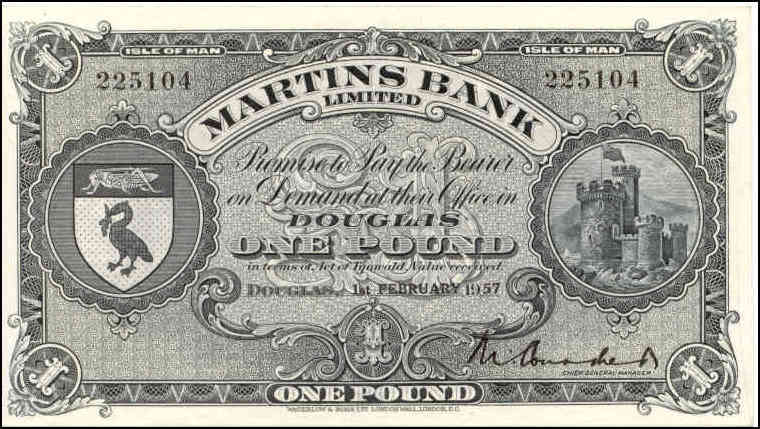 ISLE OF MAN ISLE OF MAN
225104 225104
MARTINS BANK
LIMITED
Promise to Pay the Bearer
on Demand at their Office in
DOUGLAS
ONE POUND
in terms of Act of Tynwald, Value received.
DOUGLAS, 1st FEBRUARY 1957
CHIEF GENERAL MANAGER
ONE POUND
WATERLOW & SONS LTD LONDON WALL, LONDON, E.C.